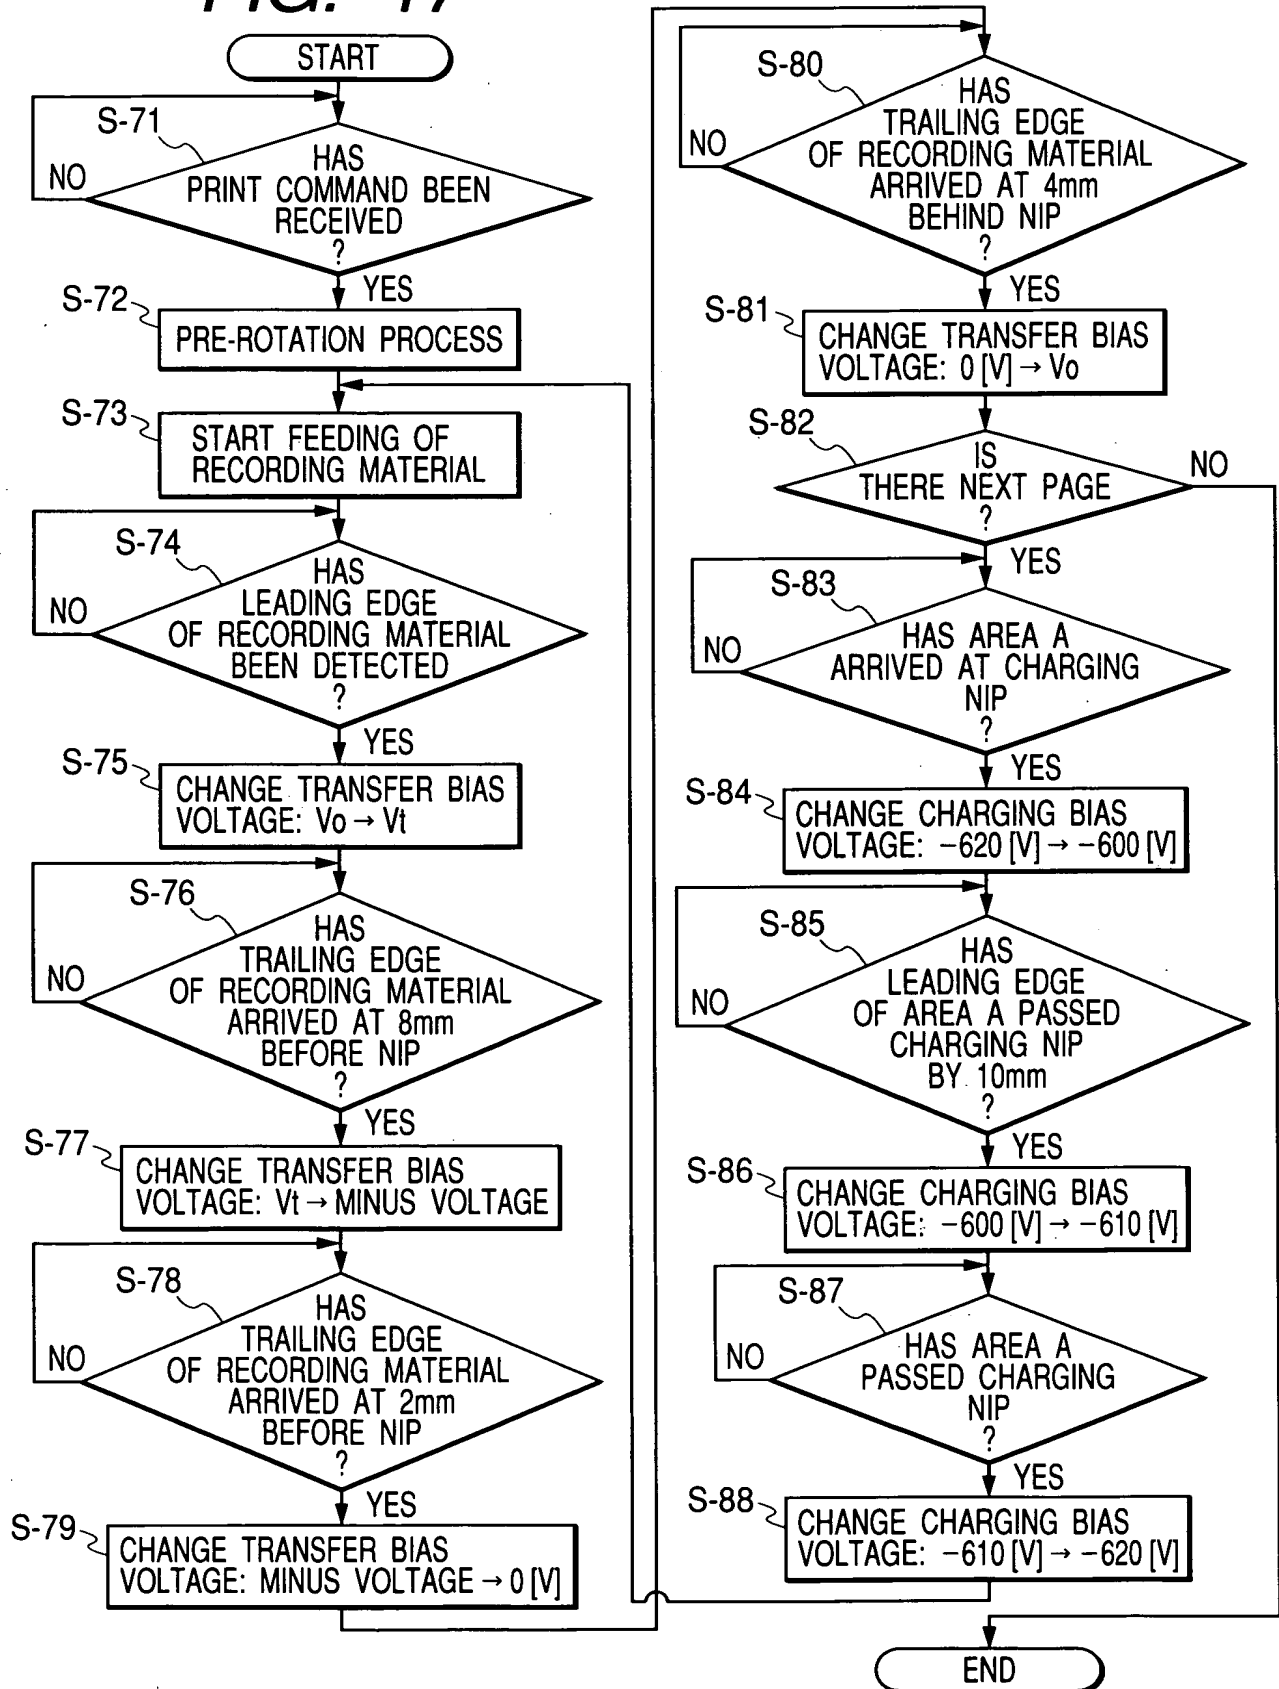 FIG. 17
START
S-71
HAS
PRINT COMMAND BEEN
RECEIVED
?
NO
YES
S-72
PRE-ROTATION PROCESS
S-73
START FEEDING OF
RECORDING MATERIAL
S-74
HAS
LEADING EDGE
OF RECORDING MATERIAL
BEEN DETECTED
?
NO
YES
S-75
CHANGE TRANSFER BIAS
VOLTAGE: Vo → Vt
S-76
HAS
TRAILING EDGE
OF RECORDING MATERIAL
ARRIVED AT 8mm
BEFORE NIP
?
NO
YES
S-77
CHANGE TRANSFER BIAS
VOLTAGE: Vt → MINUS VOLTAGE
S-78
HAS
TRAILING EDGE
OF RECORDING MATERIAL
ARRIVED AT 2mm
BEFORE NIP
?
NO
YES
S-79
CHANGE TRANSFER BIAS
VOLTAGE: MINUS VOLTAGE → 0 [V]
S-80
HAS
TRAILING EDGE
OF RECORDING MATERIAL
ARRIVED AT 4mm
BEHIND NIP
?
NO
YES
S-81
CHANGE TRANSFER BIAS
VOLTAGE: 0 [V] → Vo
S-82
IS
THERE NEXT PAGE
?
NO
YES
S-83
HAS AREA A
ARRIVED AT CHARGING
NIP
?
NO
YES
S-84
CHANGE CHARGING BIAS
VOLTAGE: -620 [V] → -600 [V]
S-85
HAS
LEADING EDGE
OF AREA A PASSED
CHARGING NIP
BY 10mm
?
NO
YES
S-86
CHANGE CHARGING BIAS
VOLTAGE: -600 [V] → -610 [V]
S-87
HAS AREA A
PASSED CHARGING
NIP
?
NO
YES
S-88
CHANGE CHARGING BIAS
VOLTAGE: -610 [V] → -620 [V]
END